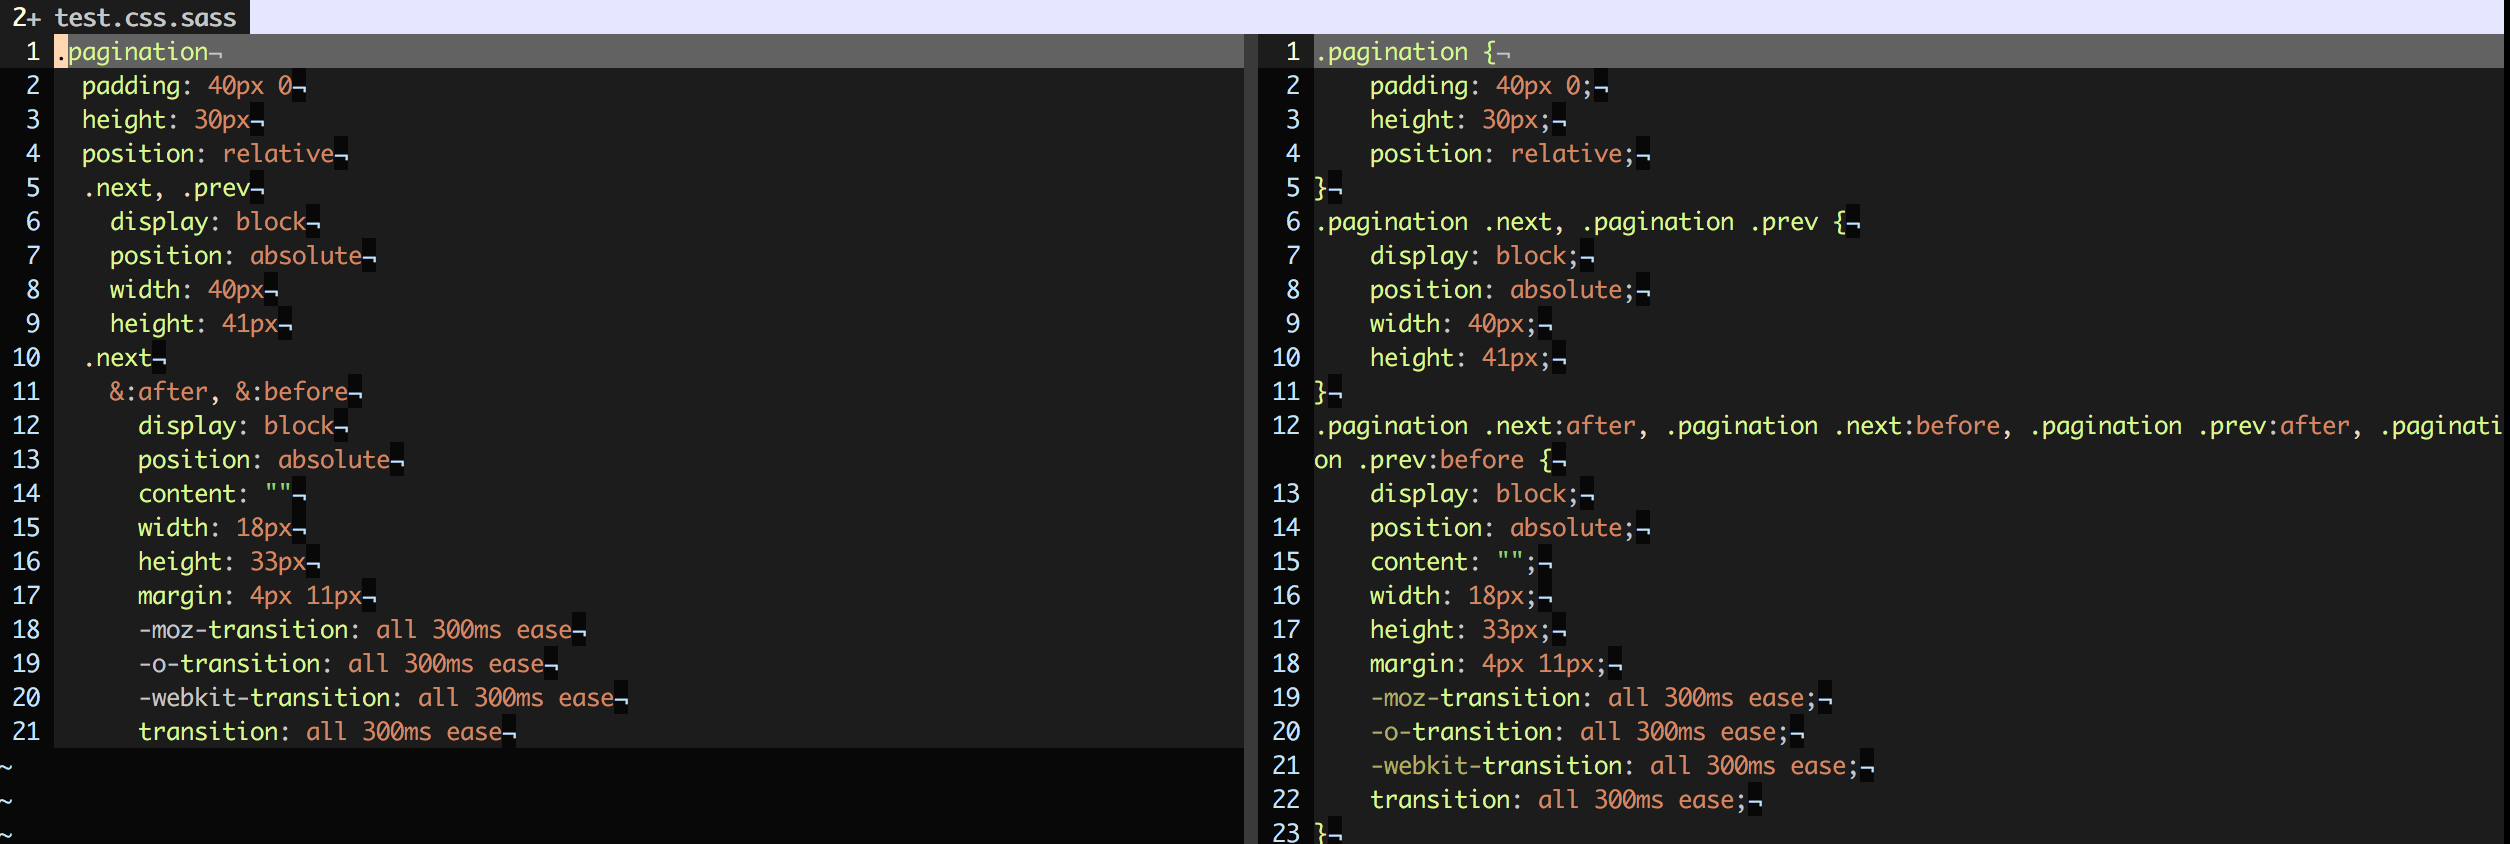 2+ test.css.sass
1 .pagination¬
2 padding: 40px 0¬
3 height: 30px¬
4 position: relative¬
5 .next, .prev¬
6 display: block¬
7 position: absolute¬
8 width: 40px¬
9 height: 41px¬
10 .next¬
11 &:after, &:before¬
12 display: block¬
13 position: absolute¬
14 content: ""¬
15 width: 18px¬
16 height: 33px¬
17 margin: 4px 11px¬
18 -moz-transition: all 300ms ease¬
19 -o-transition: all 300ms ease¬
20 -webkit-transition: all 300ms ease¬
21 transition: all 300ms ease¬
~
~
~
1 .pagination {¬
2 padding: 40px 0;¬
3 height: 30px;¬
4 position: relative;¬
5 }¬
6 .pagination .next, .pagination .prev {¬
7 display: block;¬
8 position: absolute;¬
9 width: 40px;¬
10 height: 41px;¬
11 }¬
12 .pagination .next:after, .pagination .next:before, .pagination .prev:after, .paginati
on .prev:before {¬
13 display: block;¬
14 position: absolute;¬
15 content: "";¬
16 width: 18px;¬
17 height: 33px;¬
18 margin: 4px 11px;¬
19 -moz-transition: all 300ms ease;¬
20 -o-transition: all 300ms ease;¬
21 -webkit-transition: all 300ms ease;¬
22 transition: all 300ms ease;¬
23 }¬